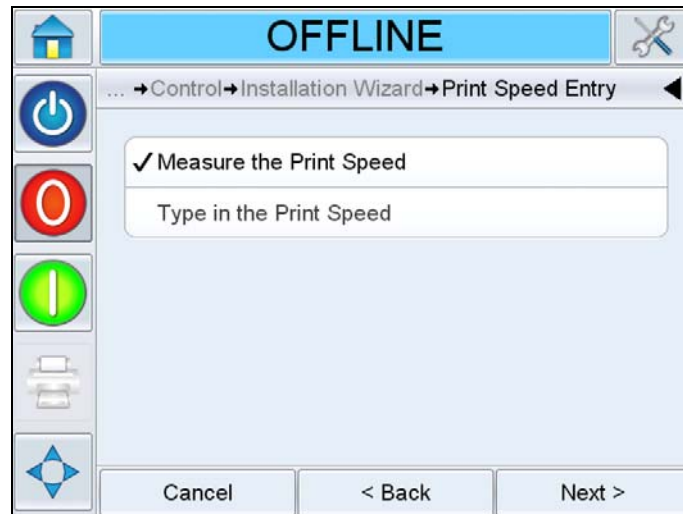 OFFLINE
... →Control→Installation Wizard→Print Speed Entry
✓Measure the Print Speed
Type in the Print Speed
Cancel
< Back
Next >